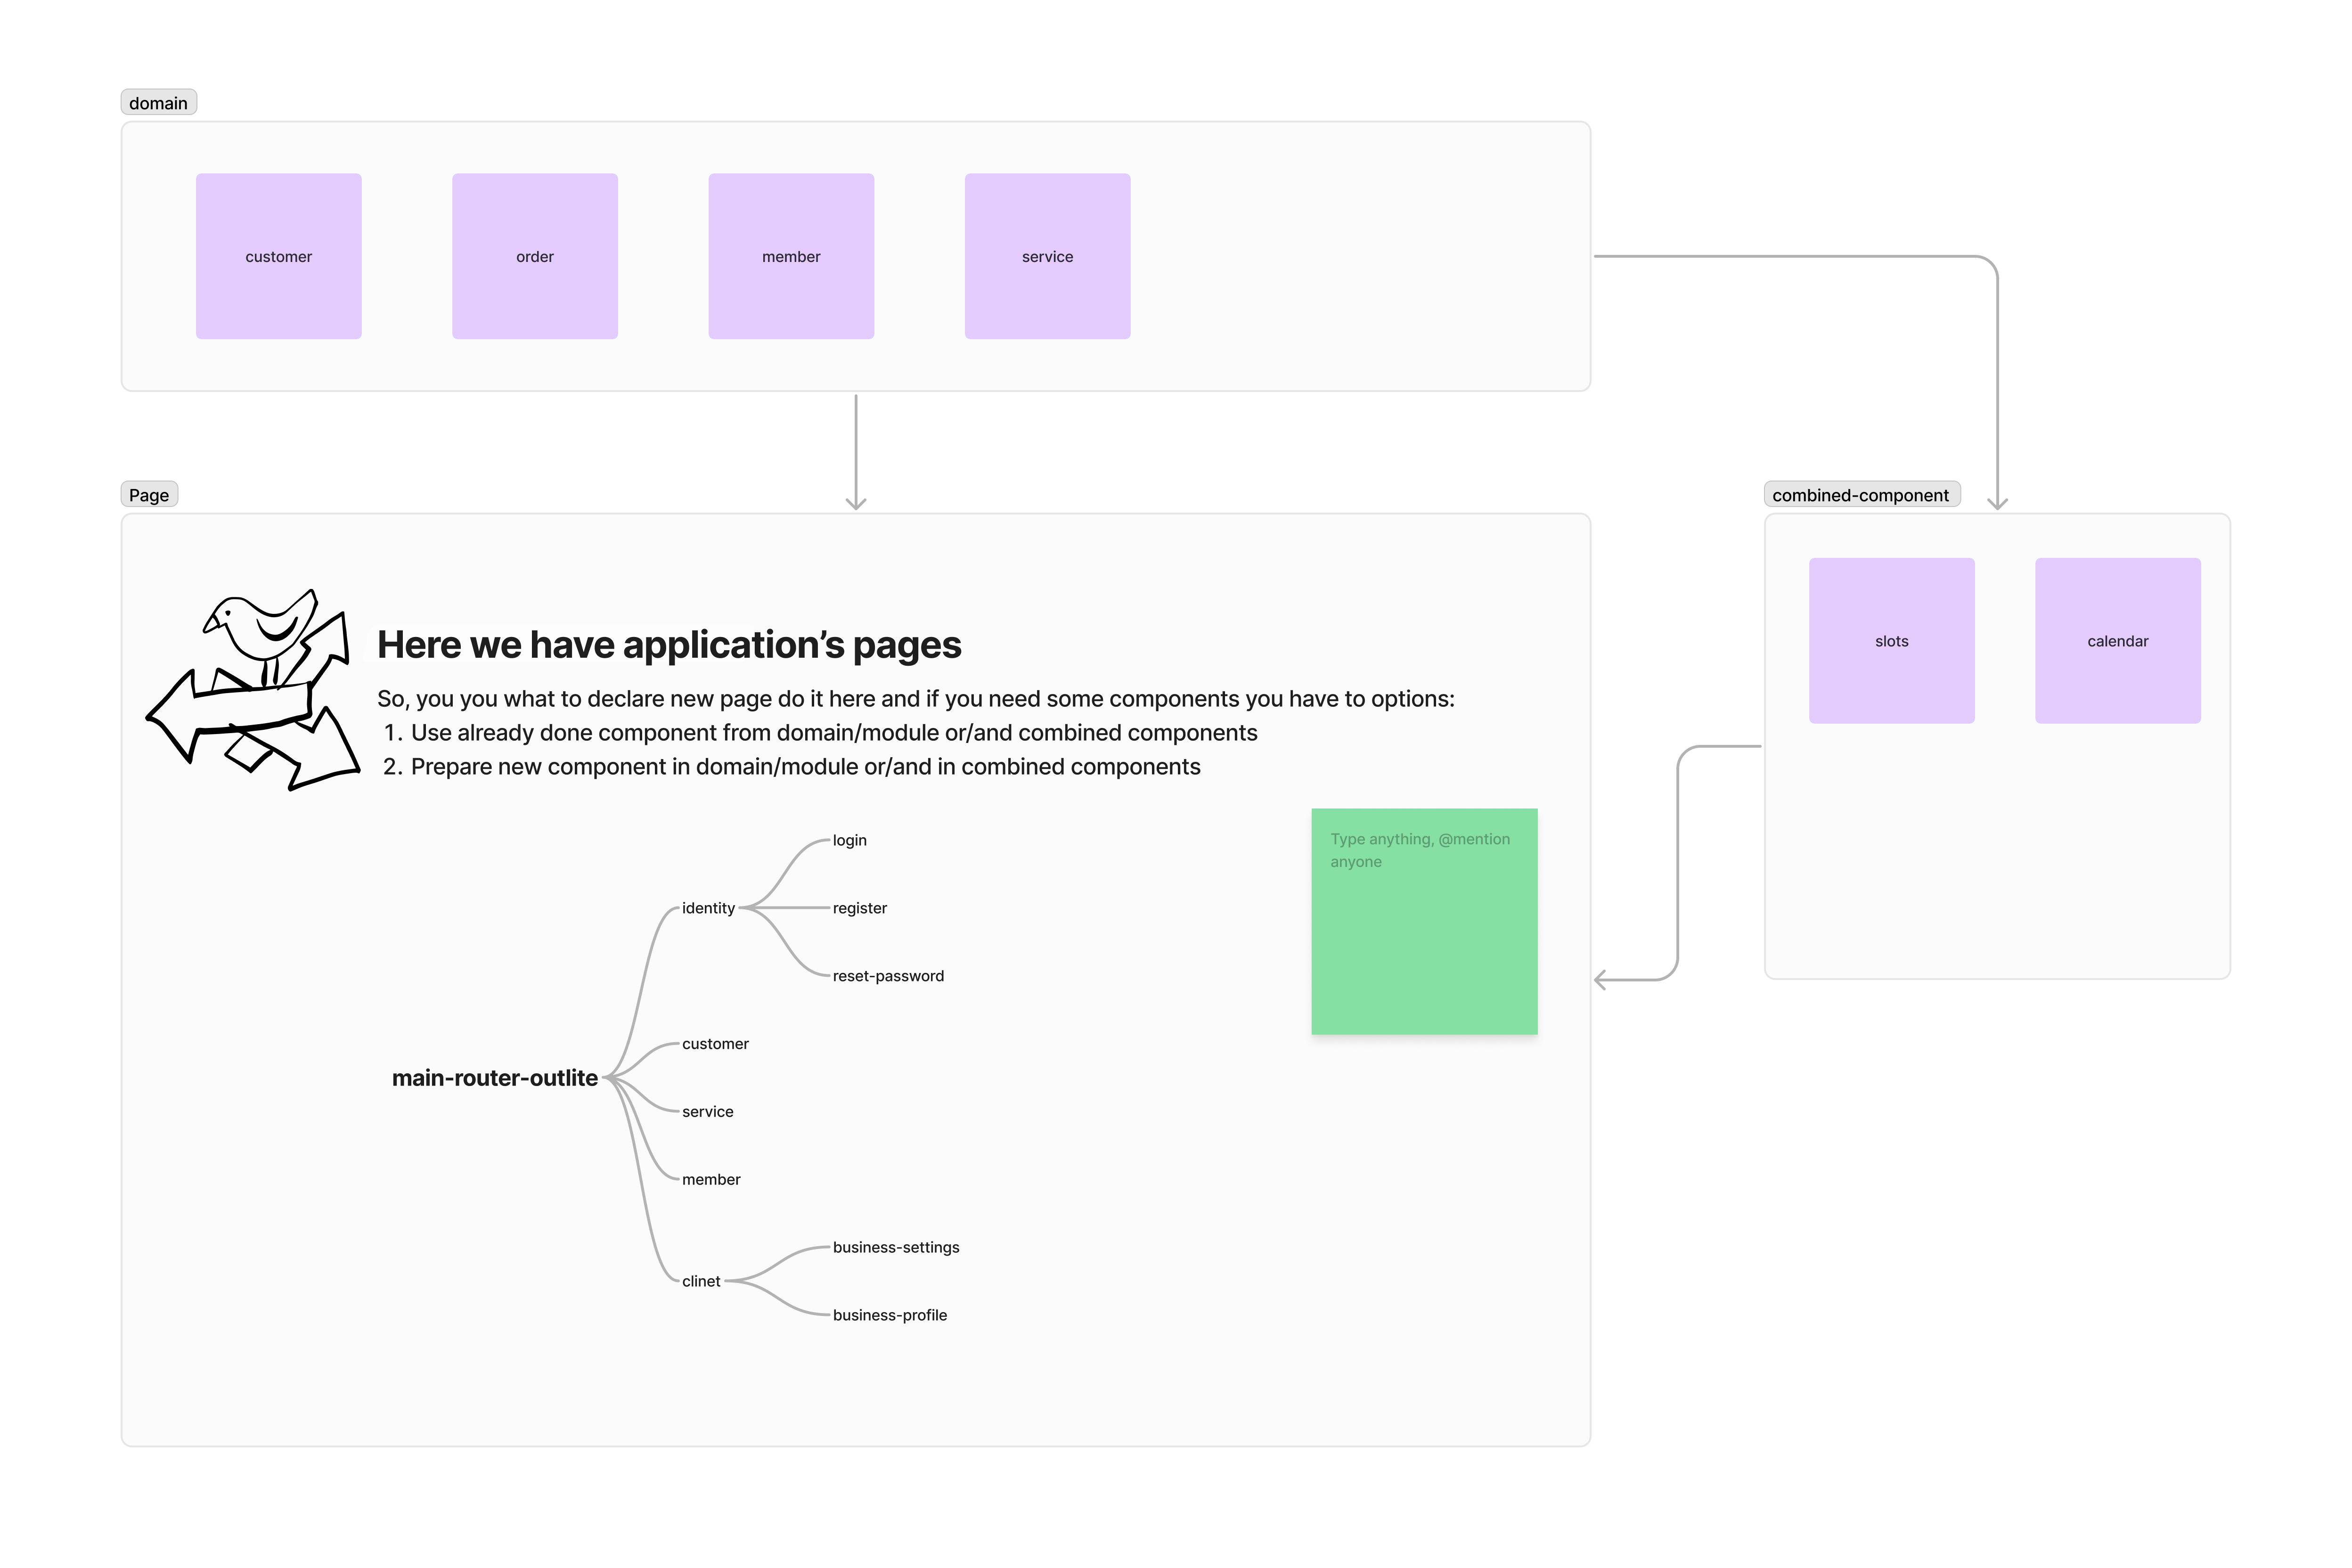 domain
customer
order
member
service
Page
combined-component
Here we have application’s pages
slots
calendar
So, you you what to declare new page do it here and if you need some components you have to options:
1. Use already done component from domain/module or/and combined components
2. Prepare new component in domain/module or/and in combined components
Type anything, @mention
anyone
login
identity
register
reset-password
customer
main-router-outlite
service
member
business-settings
clinet
business-profile